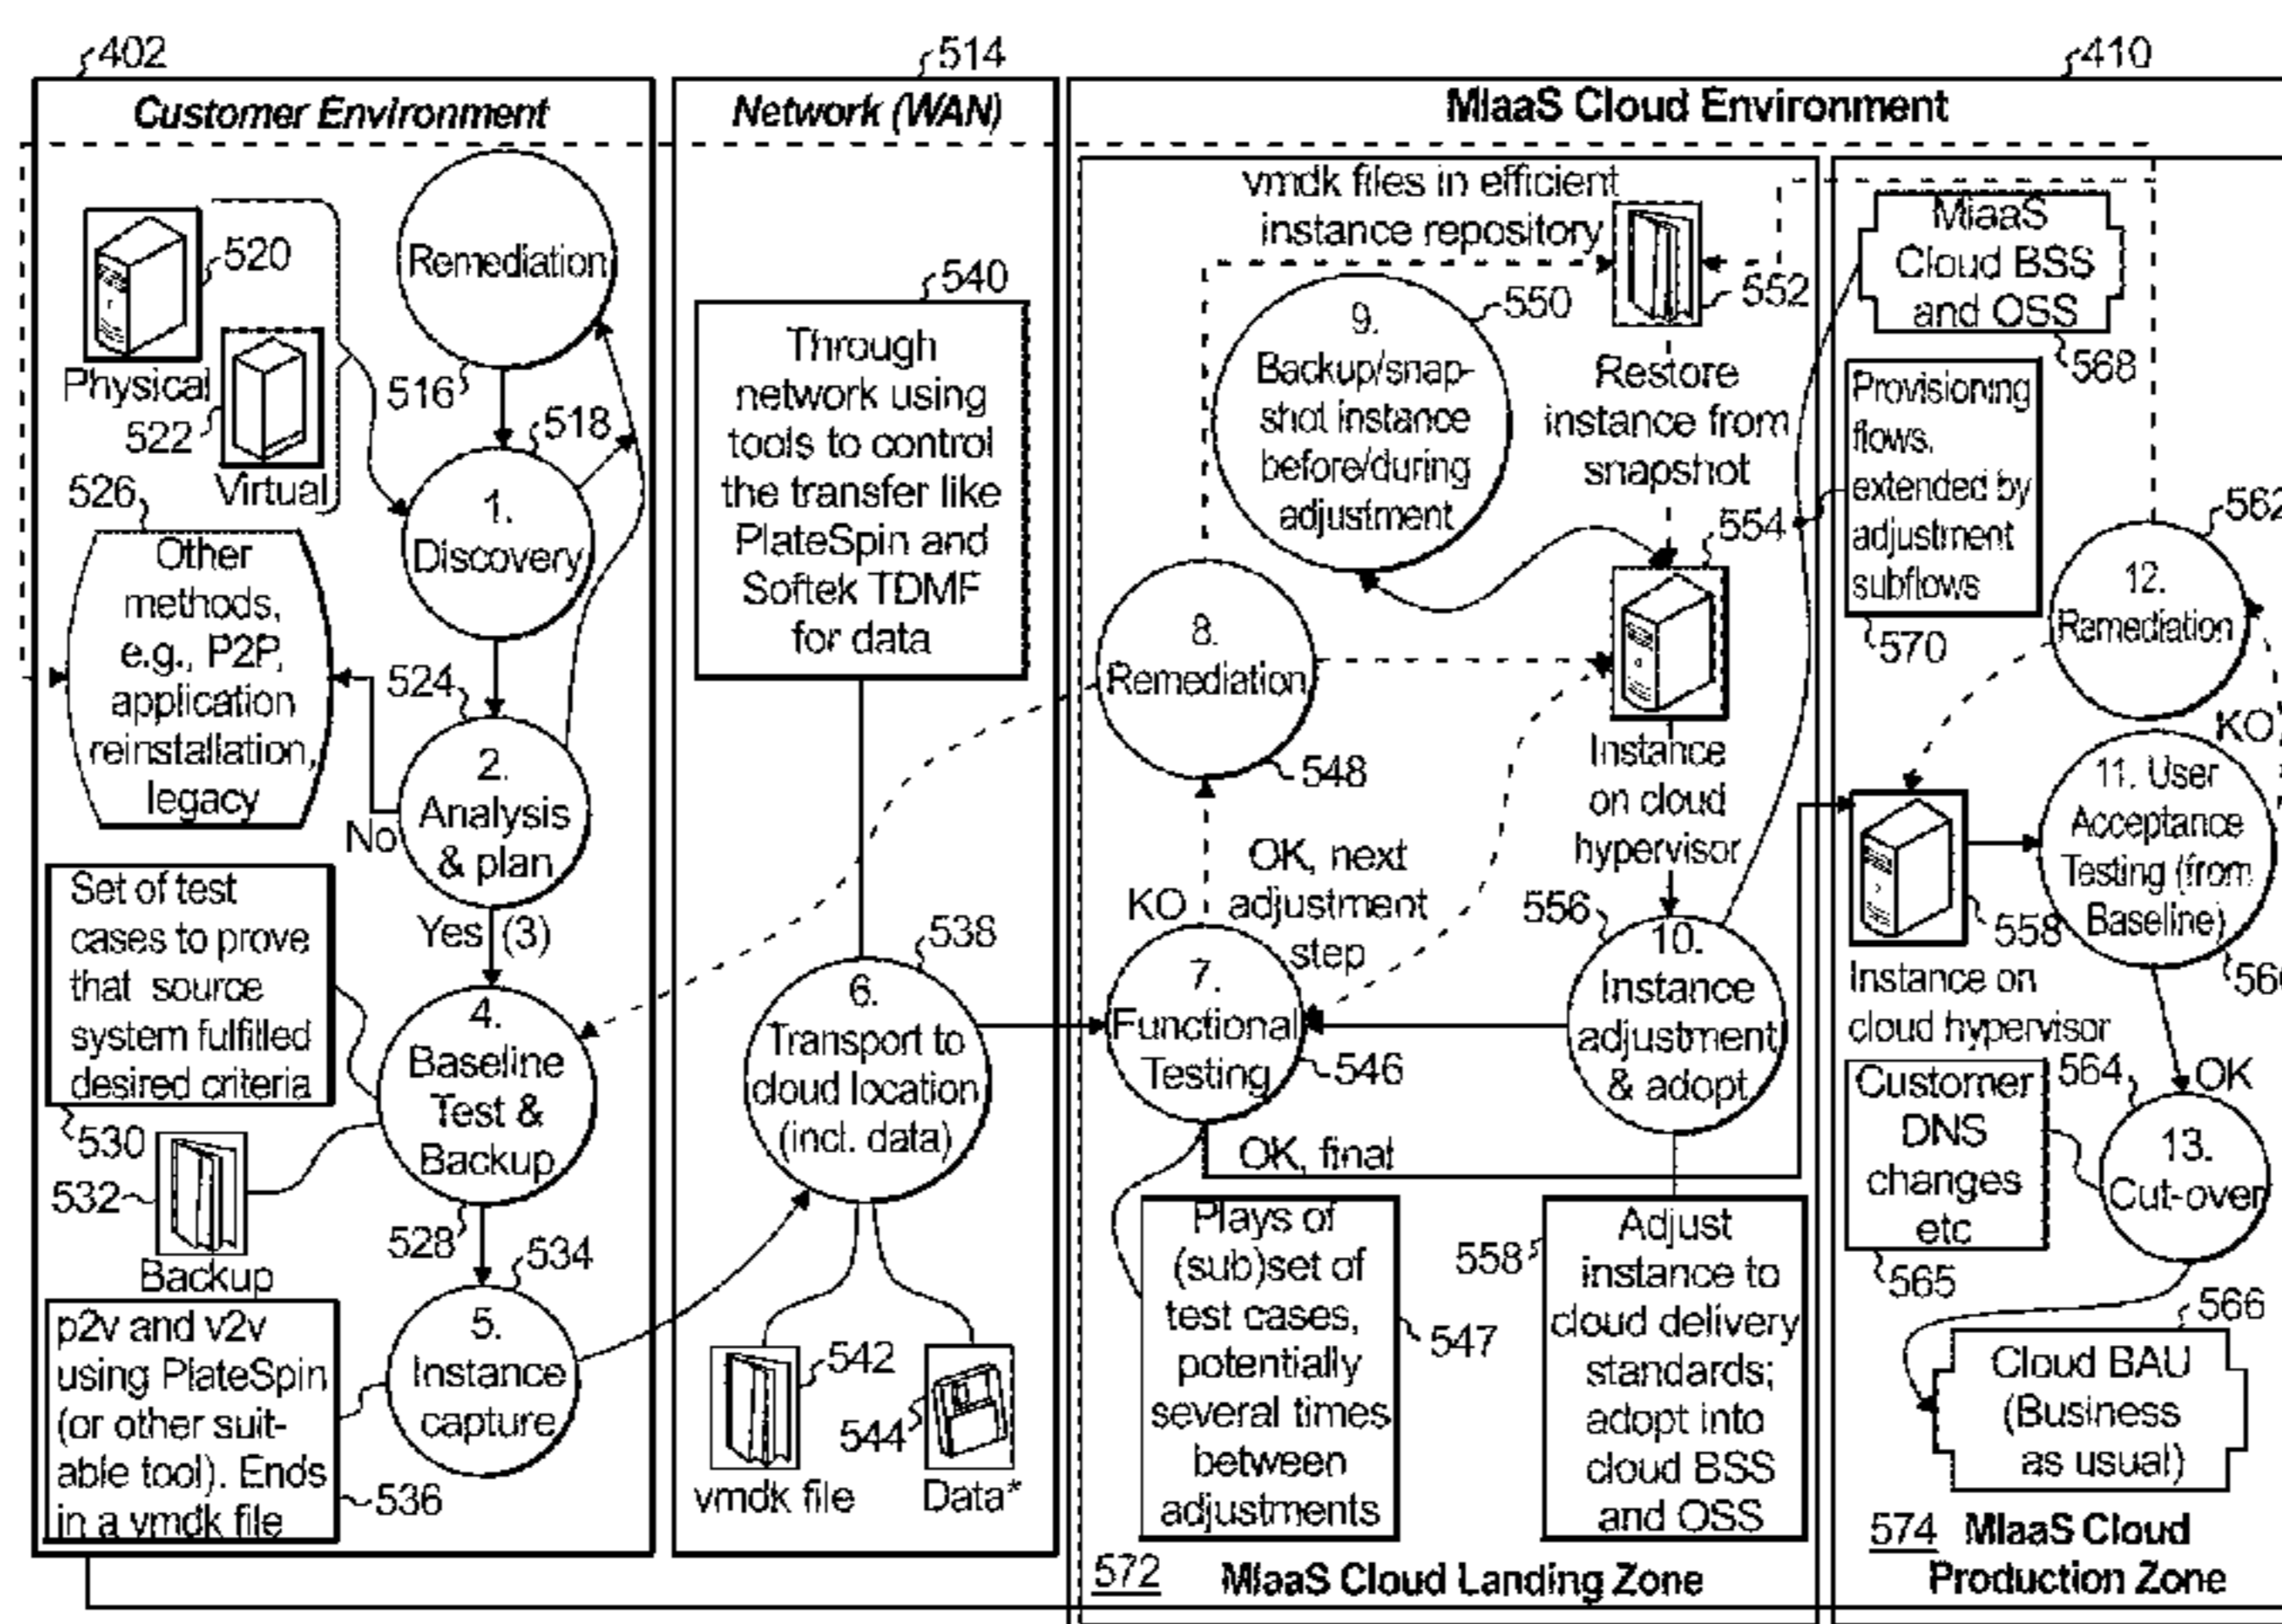 402
514
410
Customer Environment
Network (WAN)
MIaaS Cloud Environment
Remediation
516
520
Physical
522
Virtual
518
1.
Discovery
526
Other
methods,
e.g., P2P,
application
reinstallation,
legacy
524
2.
Analysis
& plan
No
Yes (3)
Set of test
cases to prove
that source
system fulfilled
desired criteria
530
4.
Baseline
Test &
Backup
528
532
Backup
534
5.
Instance
capture
p2v and v2v
using PlateSpin
(or other suit-
able tool). Ends
in a vmdk file
536
540
Through
network using
tools to control
the transfer like
PlateSpin and
Softek TDMF
for data
538
6.
Transport to
cloud location
(incl. data)
542
vmdk file
544
Data*
vmdk files in efficient
instance repository
552
550
9.
Backup/snap-
shot instance
before/during
adjustment
Restore
instance from
snapshot
554
8.
Remediation
548
Instance
on cloud
hypervisor
KO
OK, next
adjustment
step
7.
Functional
Testing
546
556
10.
Instance
adjustment
& adopt
OK, final
Plays of
(sub)set of
test cases,
potentially
several times
between
adjustments
547
558
Adjust
instance to
cloud delivery
standards;
adopt into
cloud BSS
and OSS
572
MIaaS Cloud Landing Zone
MiaaS
Cloud BSS
and OSS
568
Provisioning
flows,
extended by
adjustment
subflows
570
562
12.
Remediation
KO
11. User
Acceptance
Testing (from
Baseline)
558
Instance on
cloud hypervisor
Customer
DNS
changes
etc
565
564
OK
13.
Cut-over
566
Cloud BAU
(Business
as usual)
574
MIaaS Cloud
Production Zone